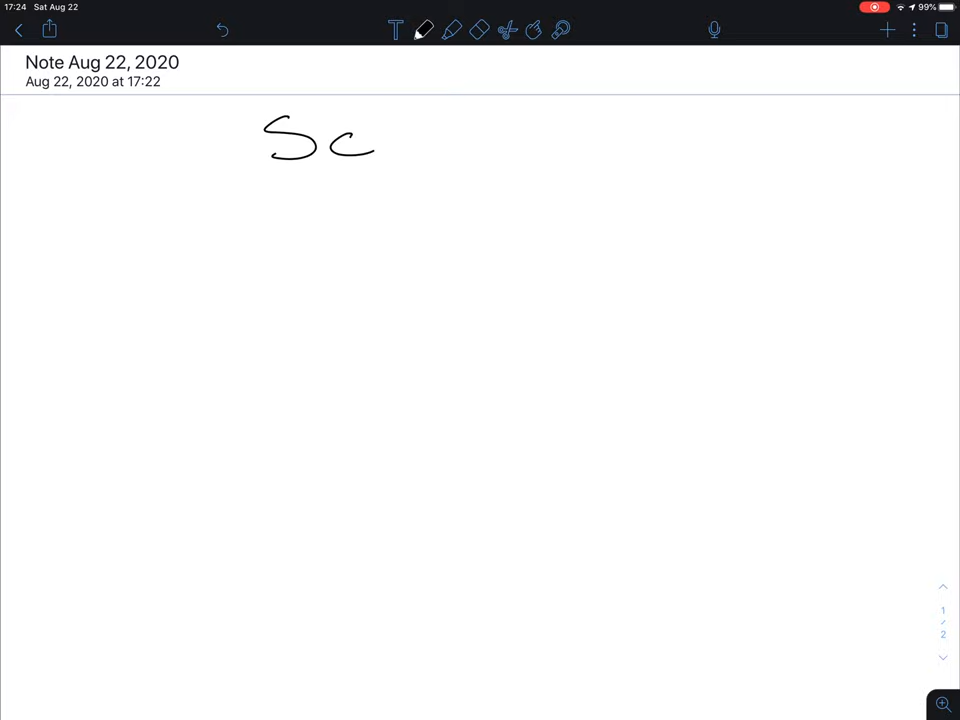 17:24 Sat Aug 22 99%
T
Note Aug 22, 2020
Aug 22, 2020 at 17:22
Sc
1
/
2